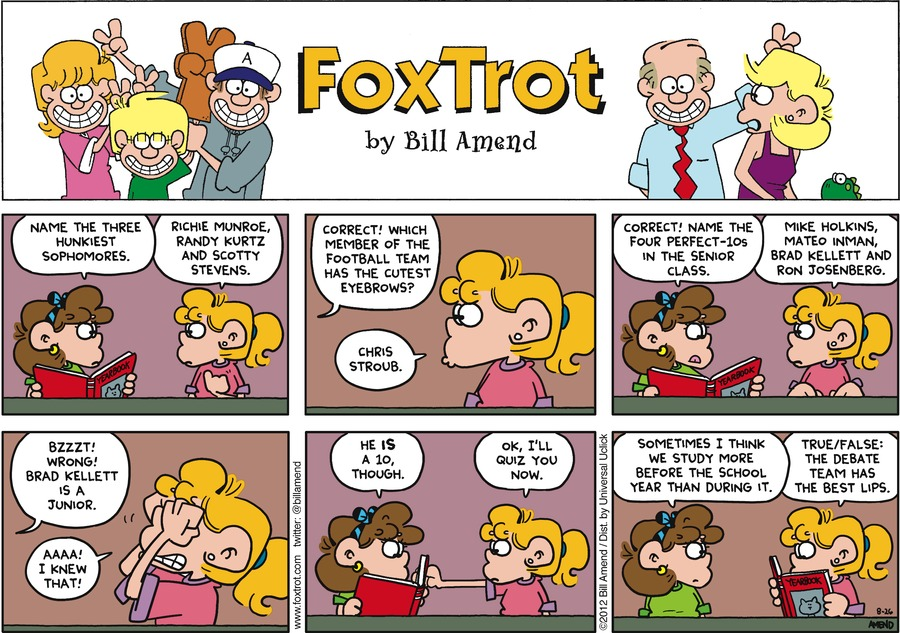 A
FOXTROT
by Bill Amend
NAME THE THREE
HUNKIEST
SOPHOMORES.
RICHIE MUNROE,
RANDY KURTZ
AND SCOTTY
STEVENS.
YEARBOOK
CORRECT! WHICH
MEMBER OF THE
FOOTBALL TEAM
HAS THE CUTEST
EYEBROWS?
CHRIS
STROUB.
CORRECT! NAME THE
FOUR PERFECT-10s
IN THE SENIOR
CLASS.
MIKE HOLKINS,
MATEO INMAN,
BRAD KELLETT AND
RON JOSENBERG.
YEARBOOK
BZZZT!
WRONG!
BRAD KELLETT
IS A
JUNIOR.
AAAA!
I KNEW
THAT!
www.foxtrot.com twitter: @billamend
HE IS
A 10,
THOUGH.
OK, I'LL
QUIZ YOU
NOW.
©2012 Bill Amend / Dist. by Universal Uclick
SOMETIMES I THINK
WE STUDY MORE
BEFORE THE SCHOOL
YEAR THAN DURING IT.
TRUE/FALSE:
THE DEBATE
TEAM HAS
THE BEST LIPS.
YEARBOOK
8-26
AMEND